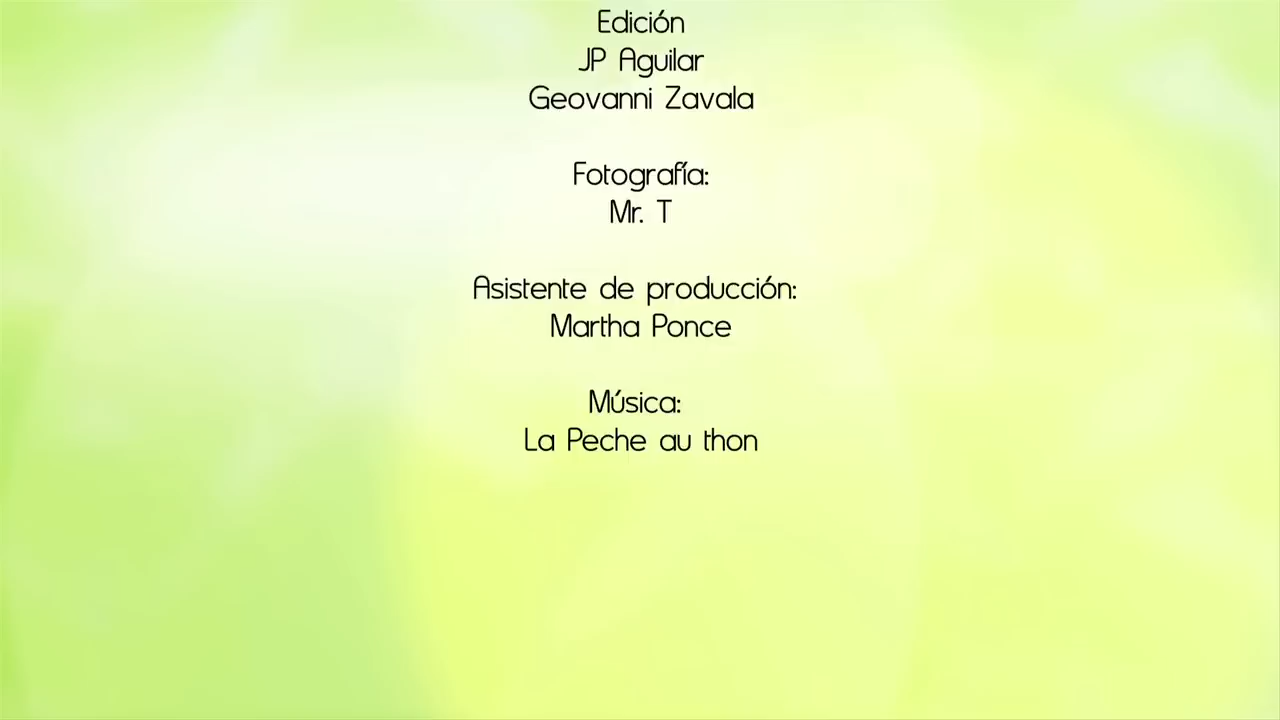 Edición
JP Aguilar
Geovanni Zavala
Fotografía:
Mr. T
Asistente de producción:
Martha Ponce
Música:
La Peche au thon